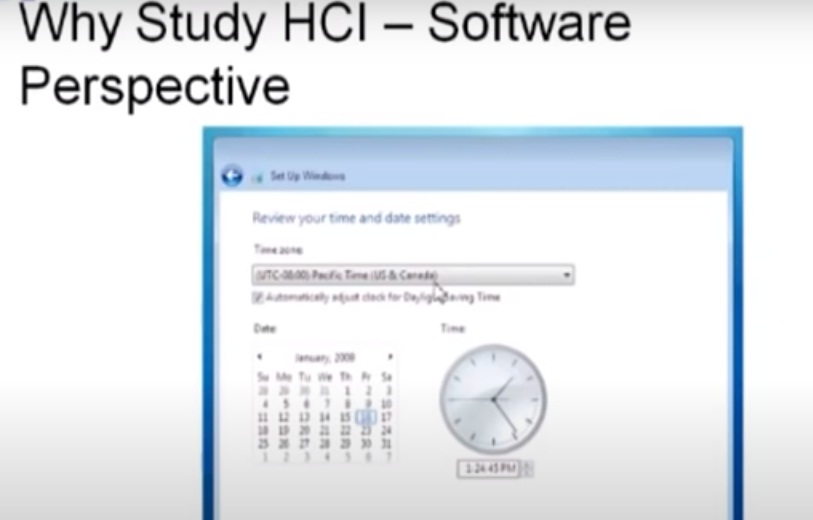 Why Study HCI – Software
Perspective
Set Up Windows
Review your time and date settings
Time zone:
(UTC-08:00) Pacific Time (US & Canada)
Automatically adjust clock for Daylight Saving Time
Date:
Time:
January, 2009
Su Mo Tu We Th Fr Sa
28 29 30 31 1 2 3
4 5 6 7 8 9 10
11 12 13 14 15 16 17
18 19 20 21 22 23 24
25 26 27 28 29 30 31
1 2 3 4 5 6 7
1:24:45 PM